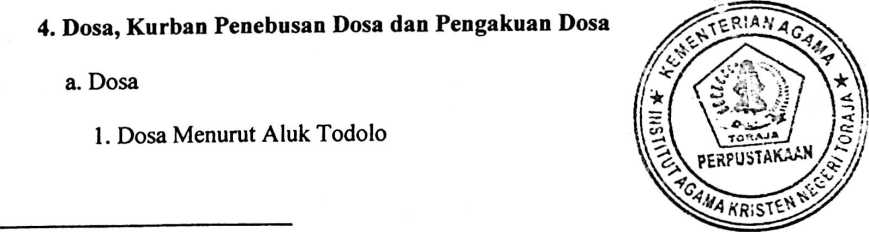 4. Dosa, Kurban Penebusan Dosa dan Pengakuan Dosa
a. Dosa
1. Dosa Menurut Aluk Todolo
KEMENTERIAN AGAMA
TORAJA
PERPUSTAKAAN
INSTITUT AGAMA KRISTEN NEGERI TORAJA